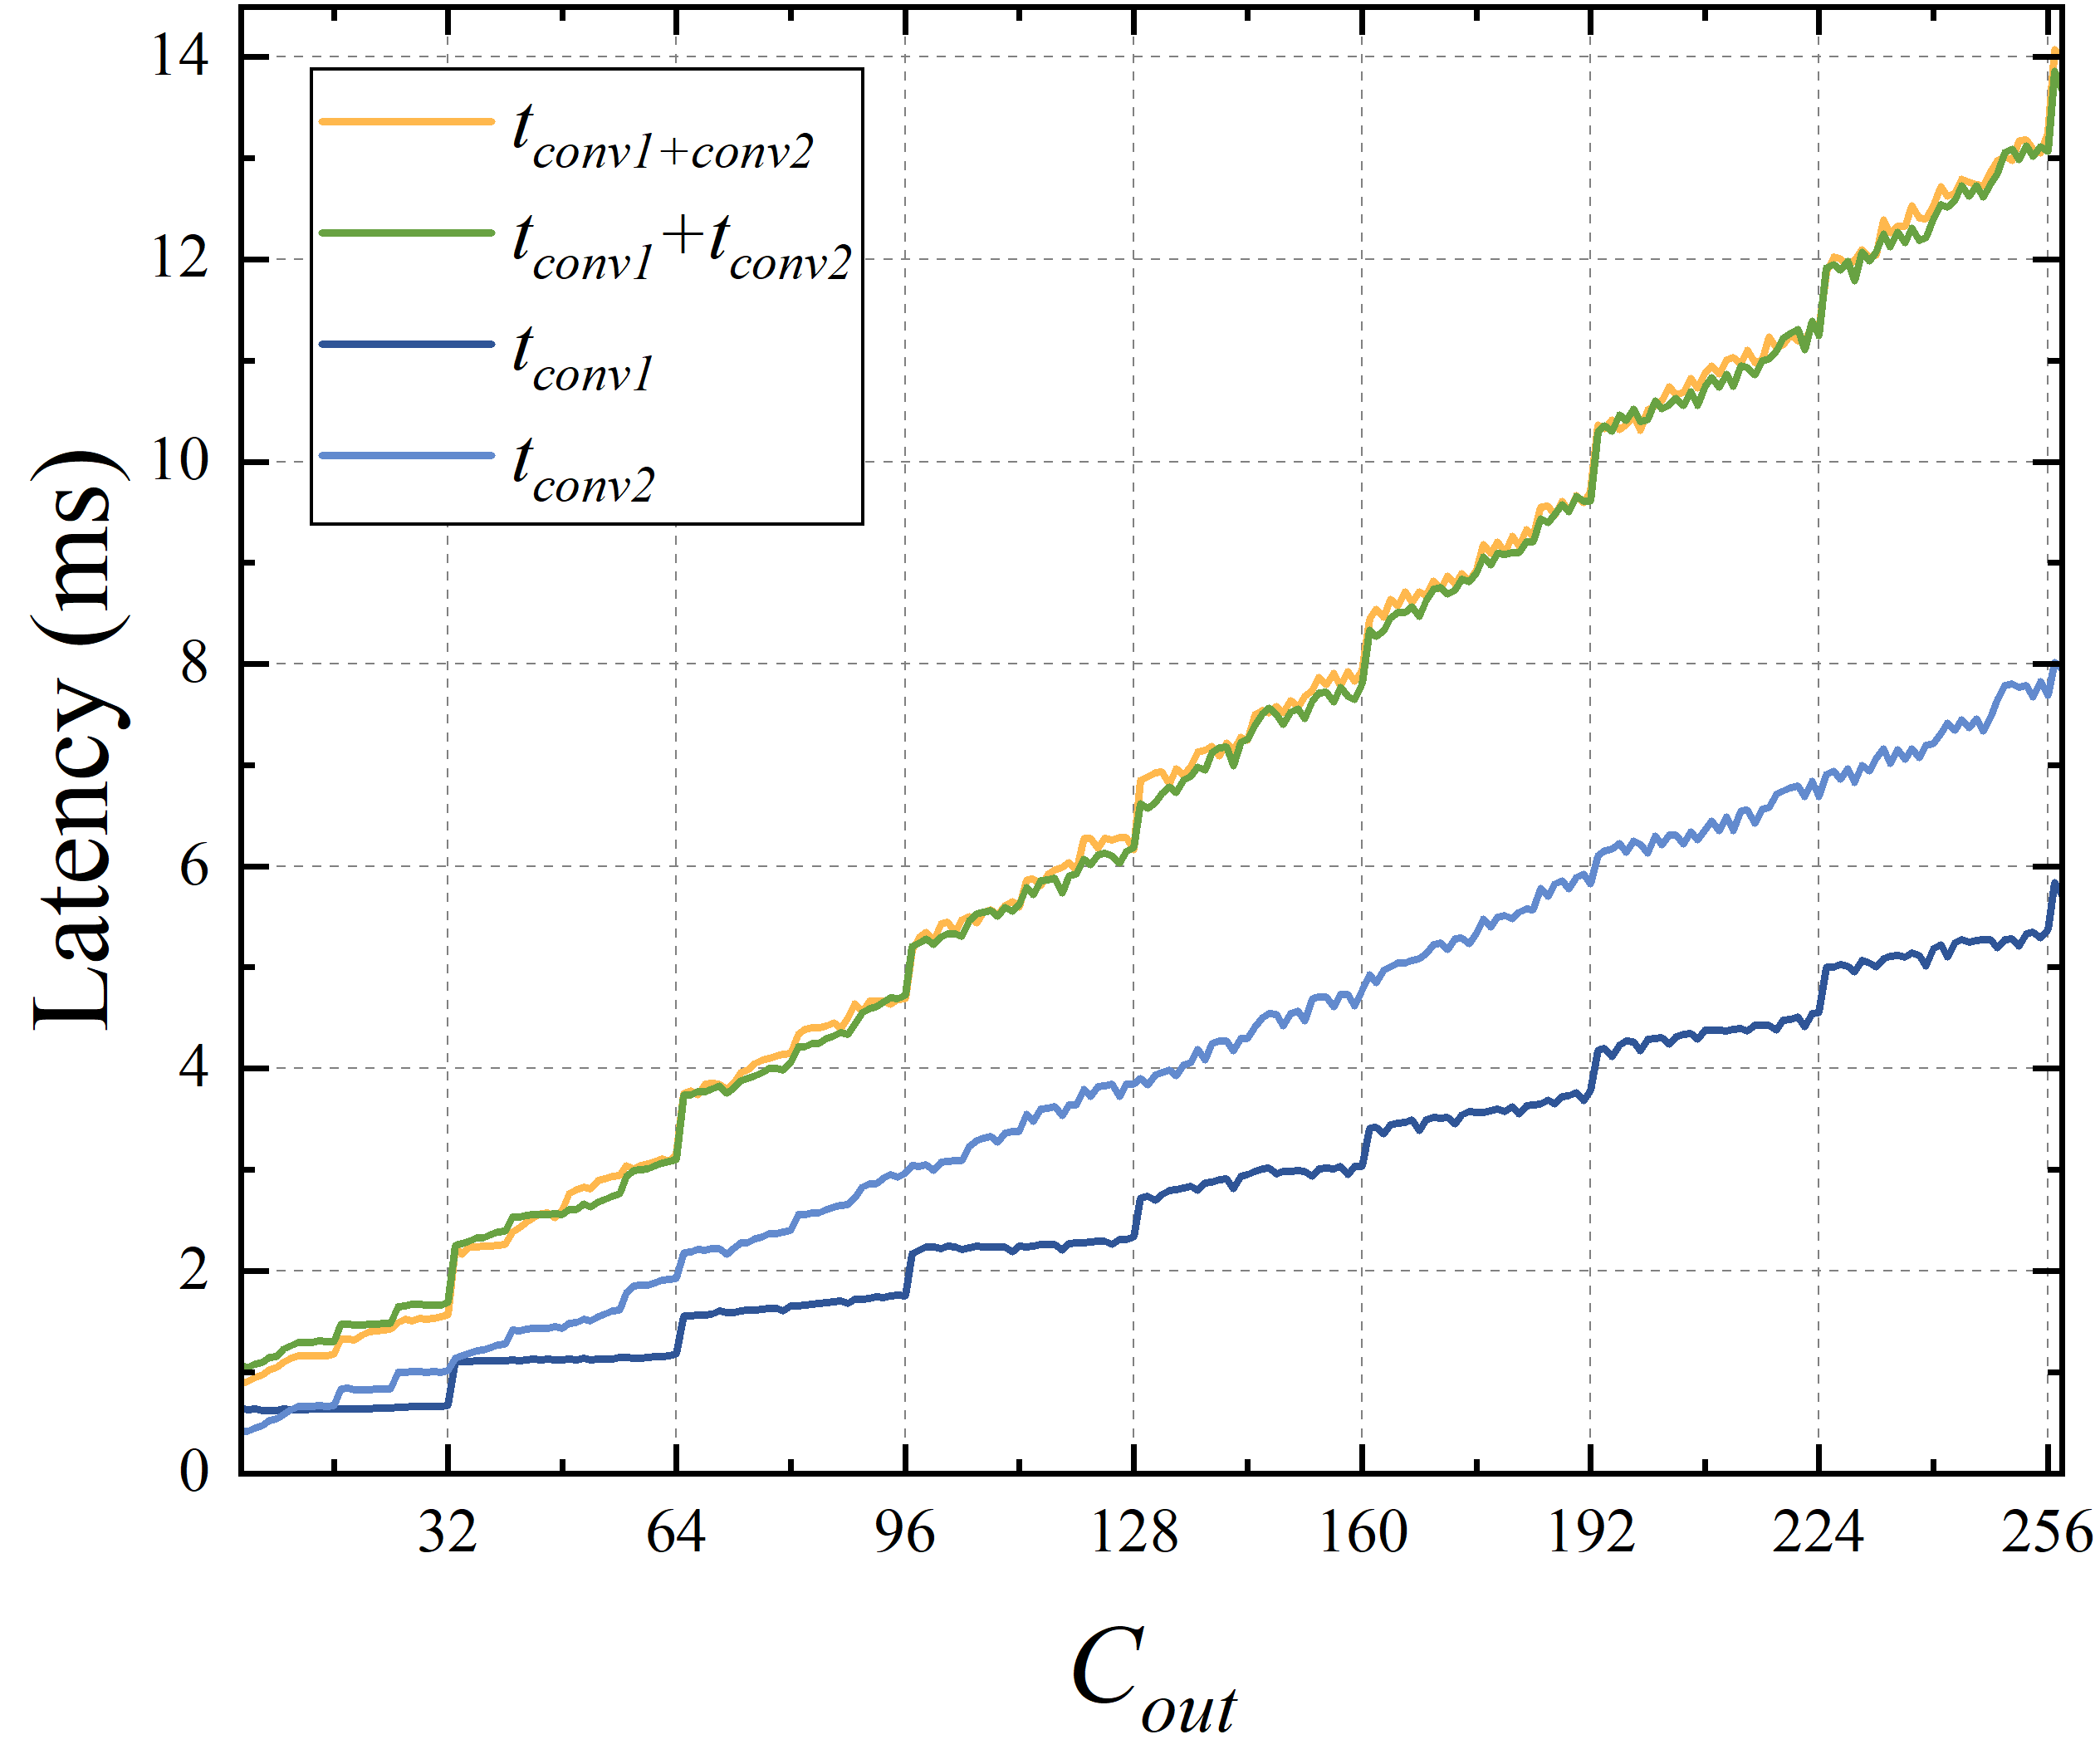 14
12
10
8
6
4
2
0
Latency (ms)
t_conv1+conv2
t_conv1+t_conv2
t_conv1
t_conv2
32 64 96 128 160 192 224 256
C_out